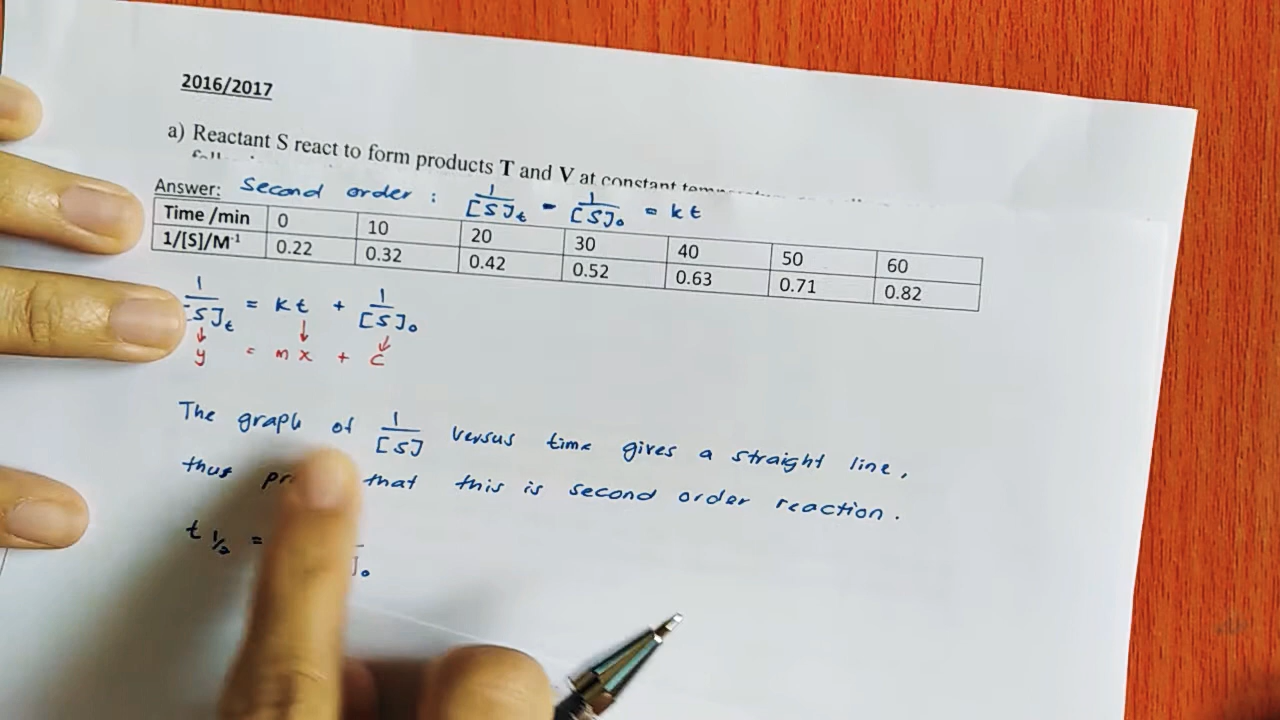 2016/2017
a) Reactant S react to form products T and V at constant
Answer: Second order : 1/[S]t - 1/[S]o = kt
Time /min 0 10 20 30 40 50 60
1/[S]/M-1 0.22 0.32 0.42 0.52 0.63 0.71 0.82
1/[S]t = kt + 1/[S]o
y = mx + c
The graph of 1/[S] versus time gives a straight line,
thus that this is second order reaction.
t 1/2 =
]o